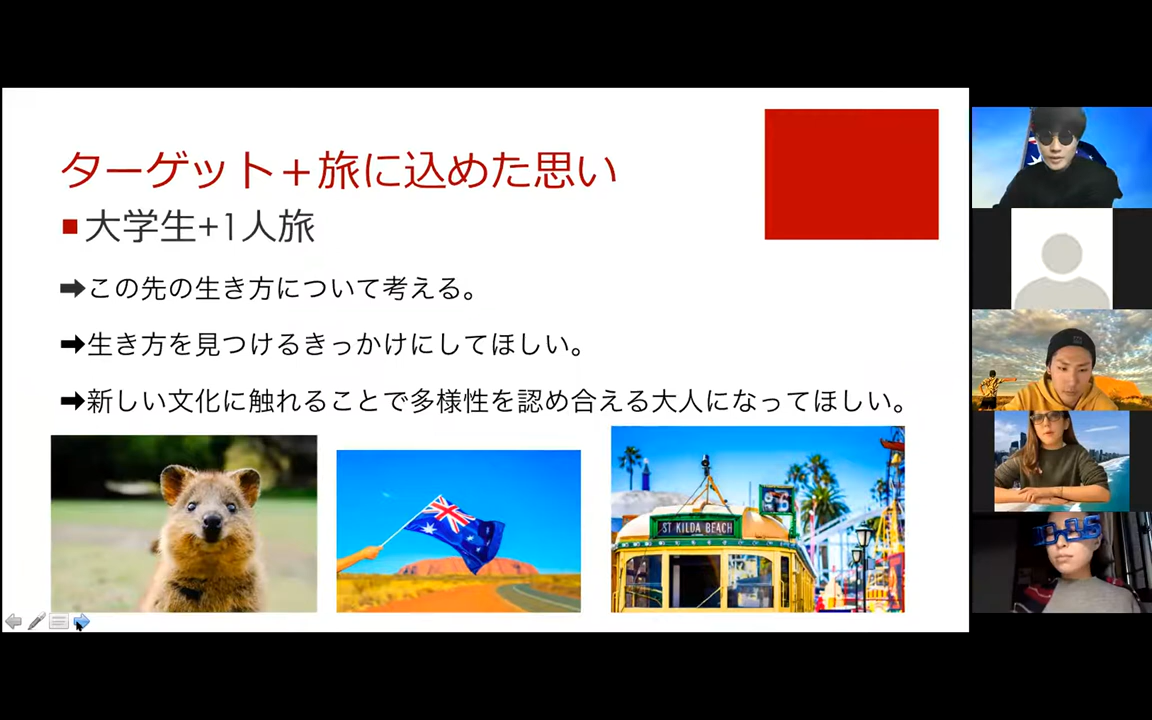 ターゲット＋旅に込めた思い
大学生+1人旅
➡この先の生き方について考える。
➡生き方を見つけるきっかけにしてほしい。
➡新しい文化に触れることで多様性を認め合える大人になってほしい。
ST KILDA BEACH